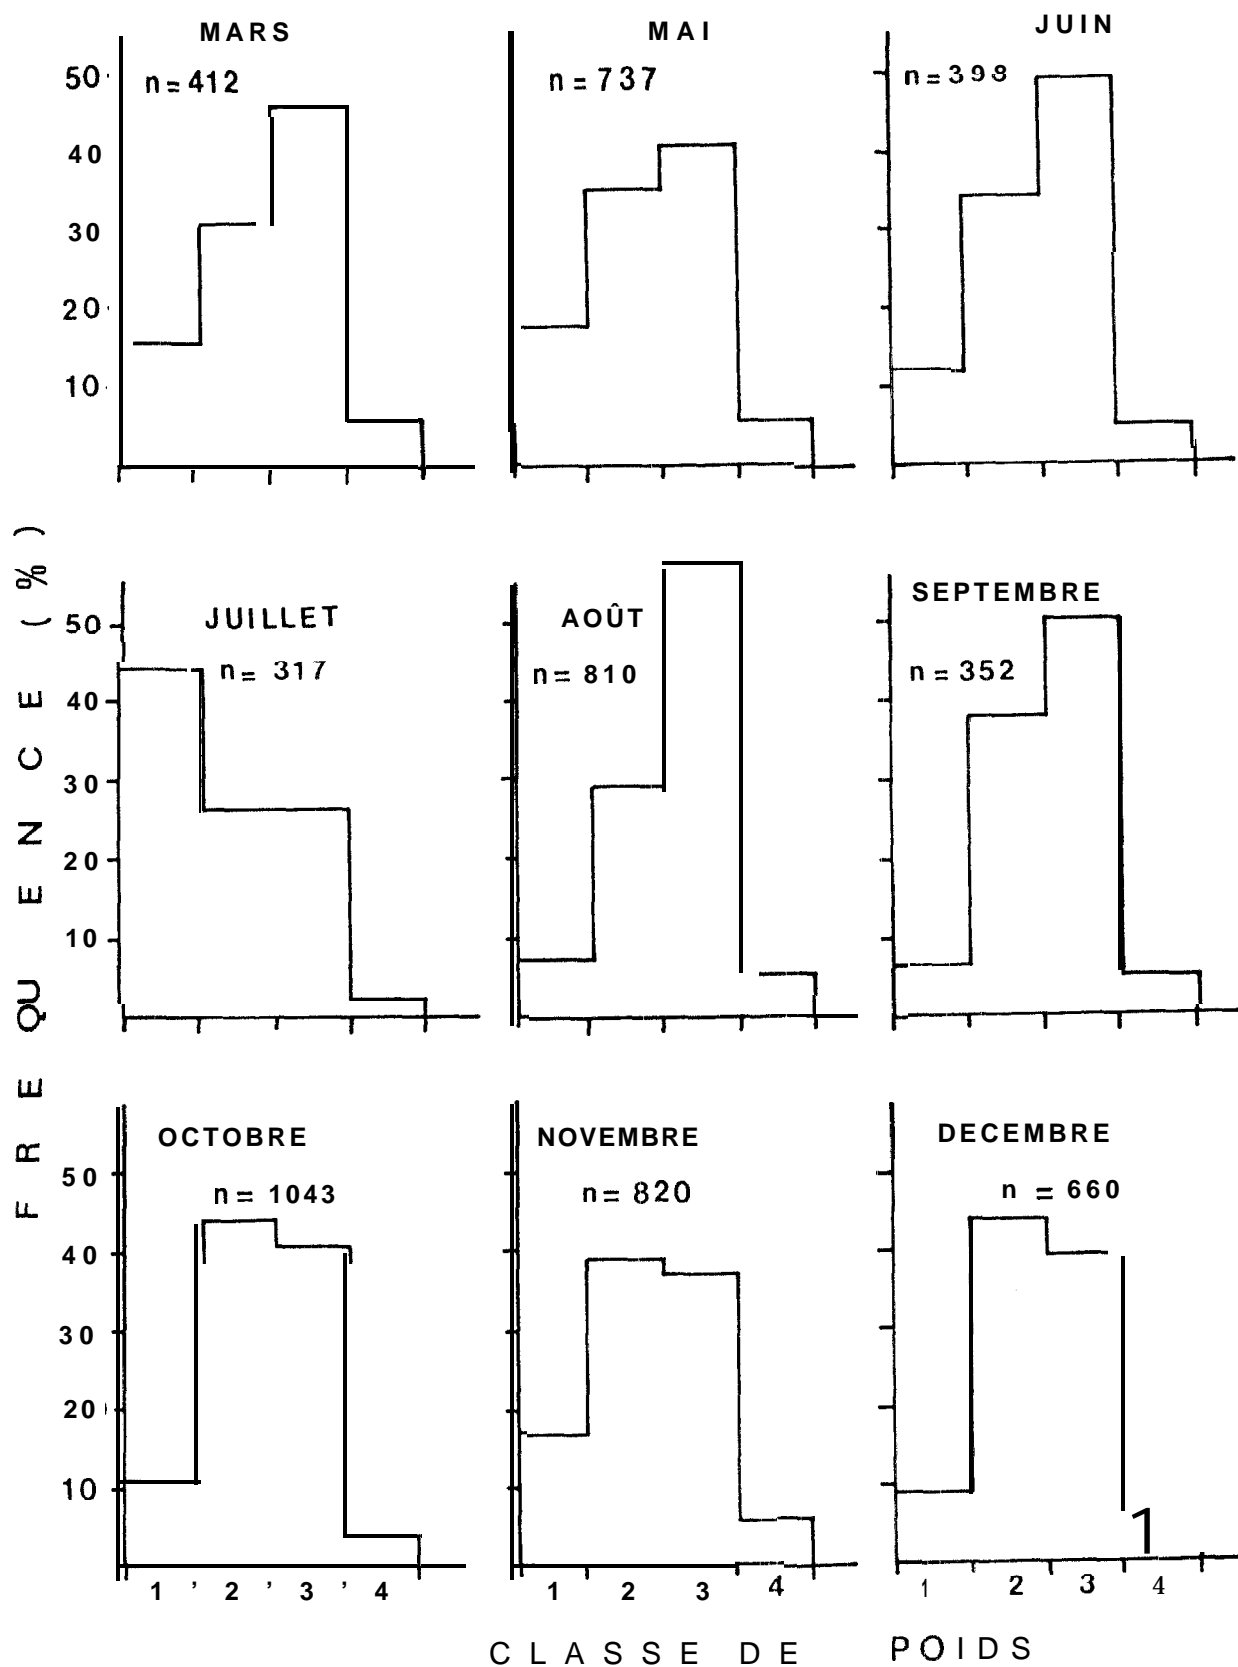 MARS
MAI
JUIN
n = 412
n = 737
n = 398
50
40
30
20
10
JUILLET
AOÛT
SEPTEMBRE
n = 317
n = 810
n = 352
50
40
30
20
10
FREQUENCE (%)
OCTOBRE
NOVEMBRE
DECEMBRE
n = 1043
n = 820
n = 660
50
40
30
20
10
1 2 3 4
1 2 3 4
1 2 3 4
CLASSE DE POIDS